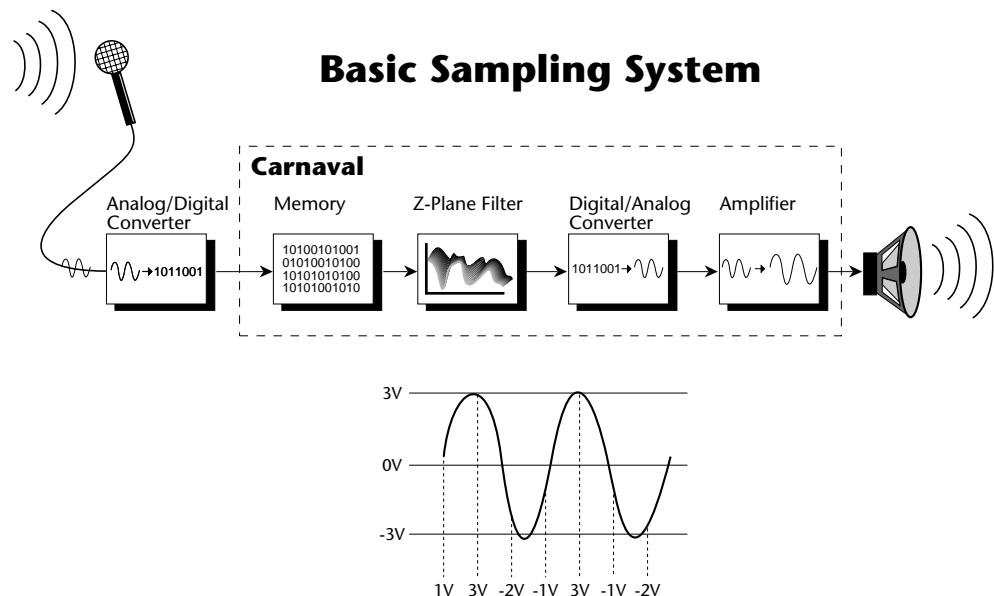 Basic Sampling System
Carnaval
Analog/Digital
Converter
Memory
Z-Plane Filter
Digital/Analog
Converter
Amplifier
1011001
10100101001
01010010100
10101010100
10101001010
1011001
3V
0V
-3V
1V 3V -2V -1V 3V -1V -2V